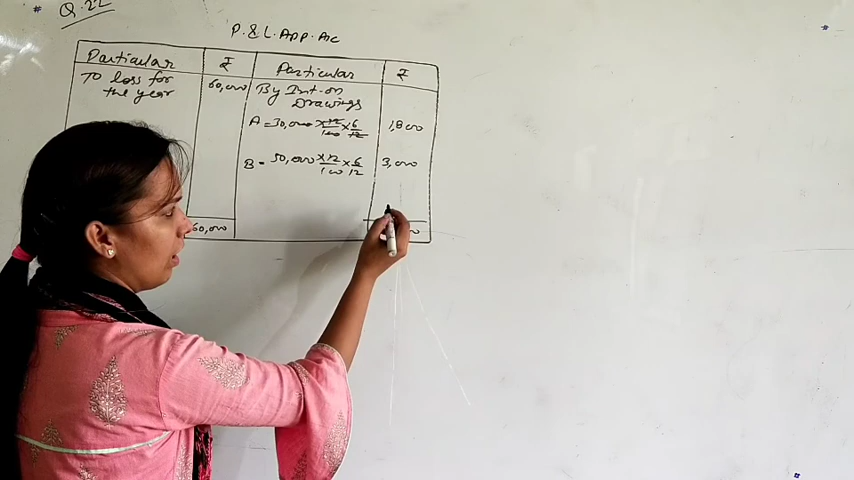 Q.22
P.&L.APP.A/C
Particular ₹ Particular ₹
To loss for 60,000 By Int-on
the year Drawings
A = 30,000 × 12/100 × 6/12 1,800
B = 50,000 × 12/100 × 6/12 3,000
60,000